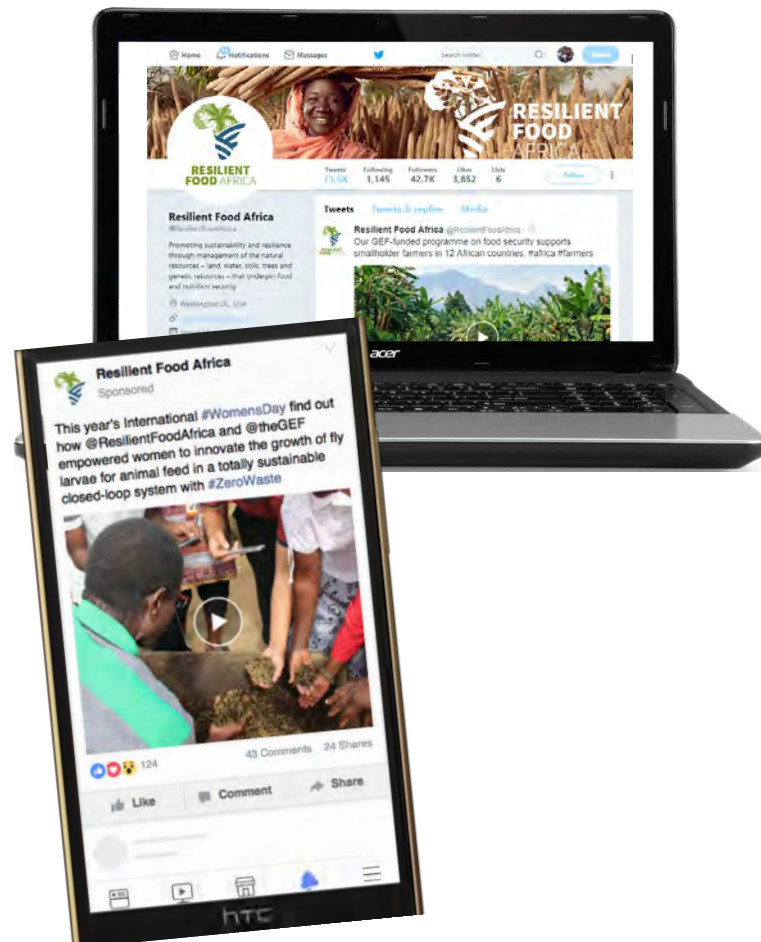 Home Notifications Messages Search Twitter Tweet
RESILIENT
FOOD
AFRICA
RESILIENT
FOOD AFRICA
Tweets Following Followers Likes Lists
1,145 42.7K 3,852 6 Follow
Resilient Food Africa
@ResilientFoodAfrica
Promoting sustainability and resilience
through management of the natural
resources – land, water, soils, trees and
genetic resources – that underpin food
and nutrition security
Washington DC, USA
Tweets Tweets & replies Media
Resilient Food Africa @ResilientFoodAfrica
Our GEF-funded programme on food security supports
smallholder farmers in 12 African countries. #africa #farmers
acer
Resilient Food Africa
Sponsored
This year's International #WomensDay find out
how @ResilientFoodAfrica and @theGEF
empowered women to innovate the growth of fly
larvae for animal feed in a totally sustainable
closed-loop system with #ZeroWaste
124 43 Comments 24 Shares
Like Comment Share
hTC